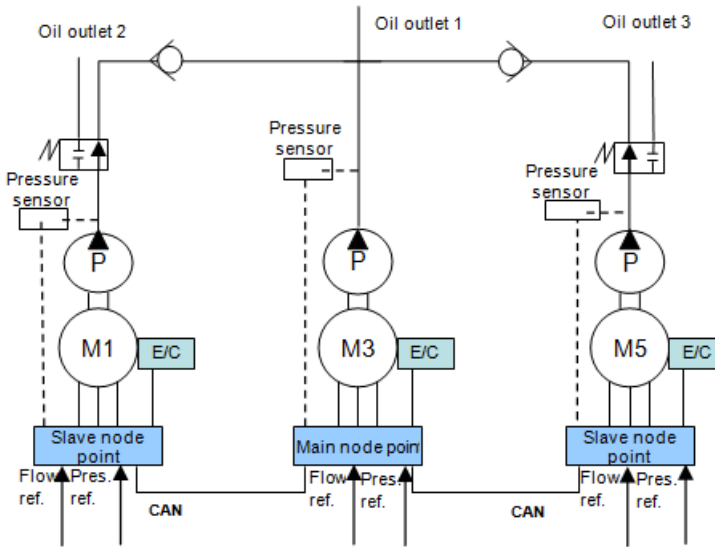 Oil outlet 2
Oil outlet 1
Oil outlet 3
Pressure
sensor
Pressure
sensor
Pressure
sensor
P
P
P
M1
E/C
M3
E/C
M5
E/C
Slave node
point
Main node point
Slave node
point
Flow
ref.
Pres.
ref.
Flow
ref.
Pres.
ref.
Flow
ref.
Pres.
ref.
CAN
CAN